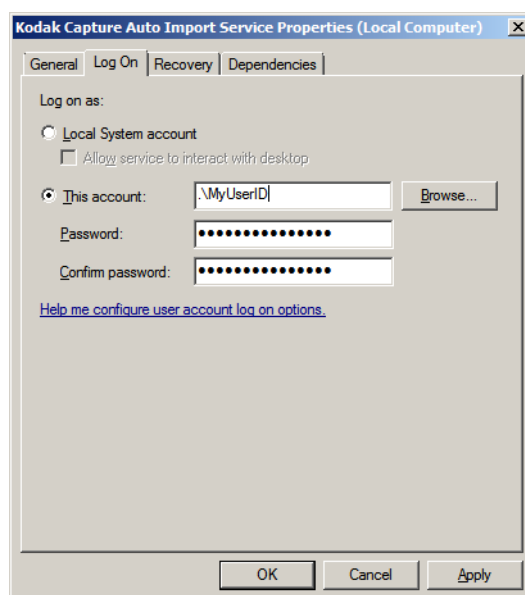 Kodak Capture Auto Import Service Properties (Local Computer)
General Log On Recovery Dependencies
Log on as:
Local System account
Allow service to interact with desktop
This account: .\MyUserID Browse...
Password: ●●●●●●●●●●●●●●●
Confirm password: ●●●●●●●●●●●●●●●
Help me configure user account log on options.
OK Cancel Apply